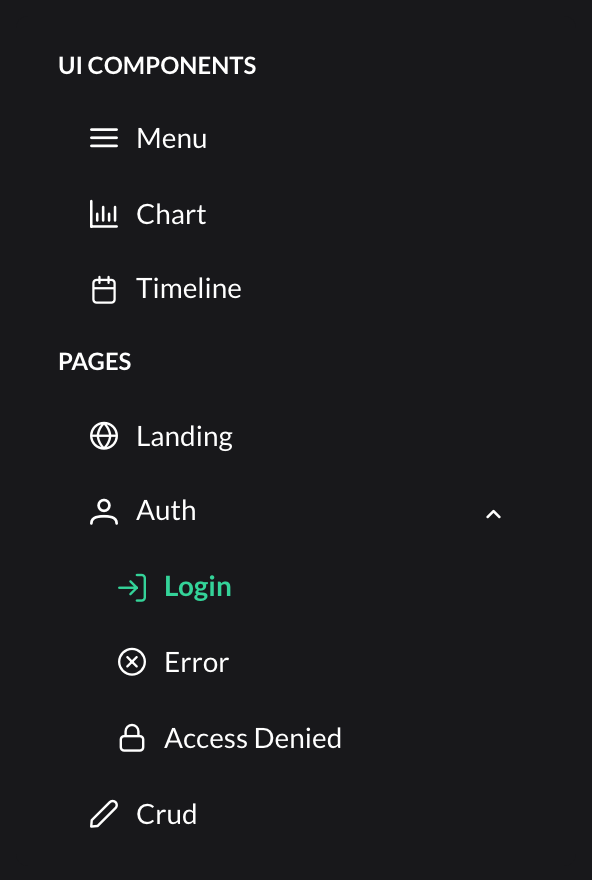 UI COMPONENTS
Menu
Chart
Timeline
PAGES
Landing
Auth
Login
Error
Access Denied
Crud